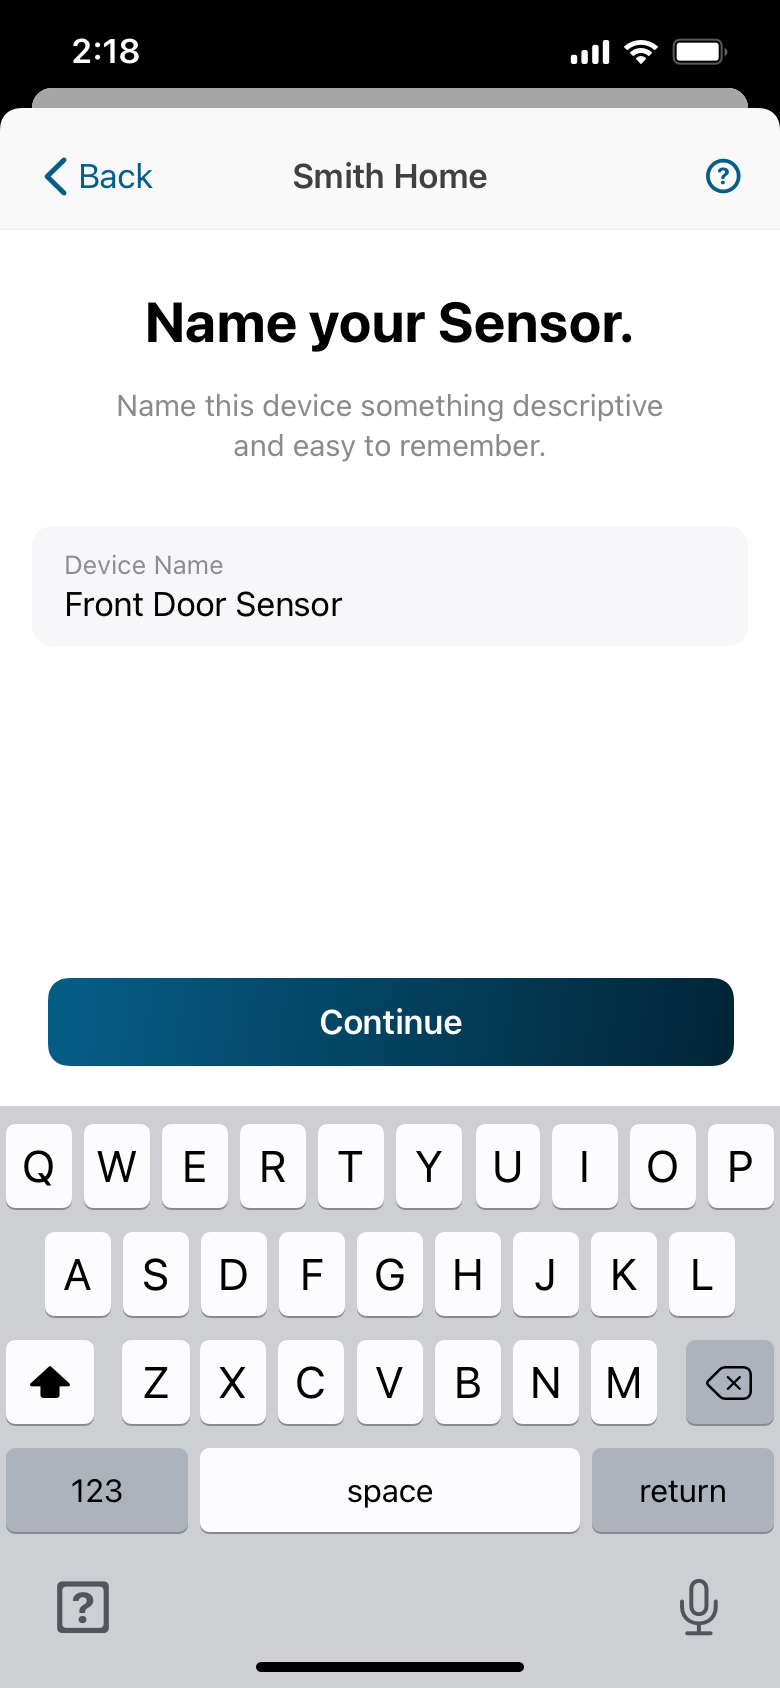 2:18
Back
Smith Home
?
Name your Sensor.
Name this device something descriptive
and easy to remember.
Device Name
Front Door Sensor
Continue
Q W E R T Y U I O P
A S D F G H J K L
Z X C V B N M
123 space return
?